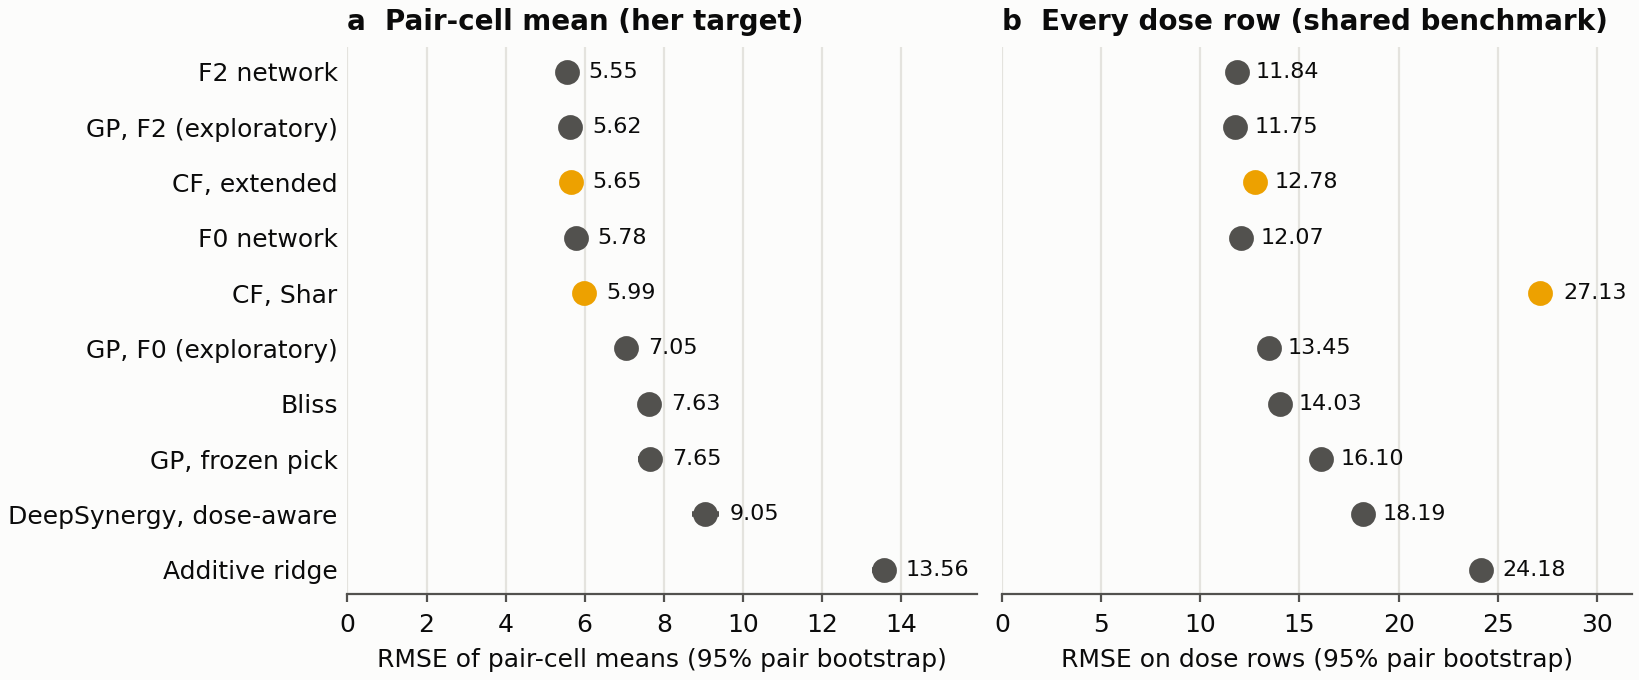 a Pair-cell mean (her target)
b Every dose row (shared benchmark)
F2 network 5.55 11.84
GP, F2 (exploratory) 5.62 11.75
CF, extended 5.65 12.78
F0 network 5.78 12.07
CF, Shar 5.99 27.13
GP, F0 (exploratory) 7.05 13.45
Bliss 7.63 14.03
GP, frozen pick 7.65 16.10
DeepSynergy, dose-aware 9.05 18.19
Additive ridge 13.56 24.18
0 2 4 6 8 10 12 14
0 5 10 15 20 25 30
RMSE of pair-cell means (95% pair bootstrap)
RMSE on dose rows (95% pair bootstrap)